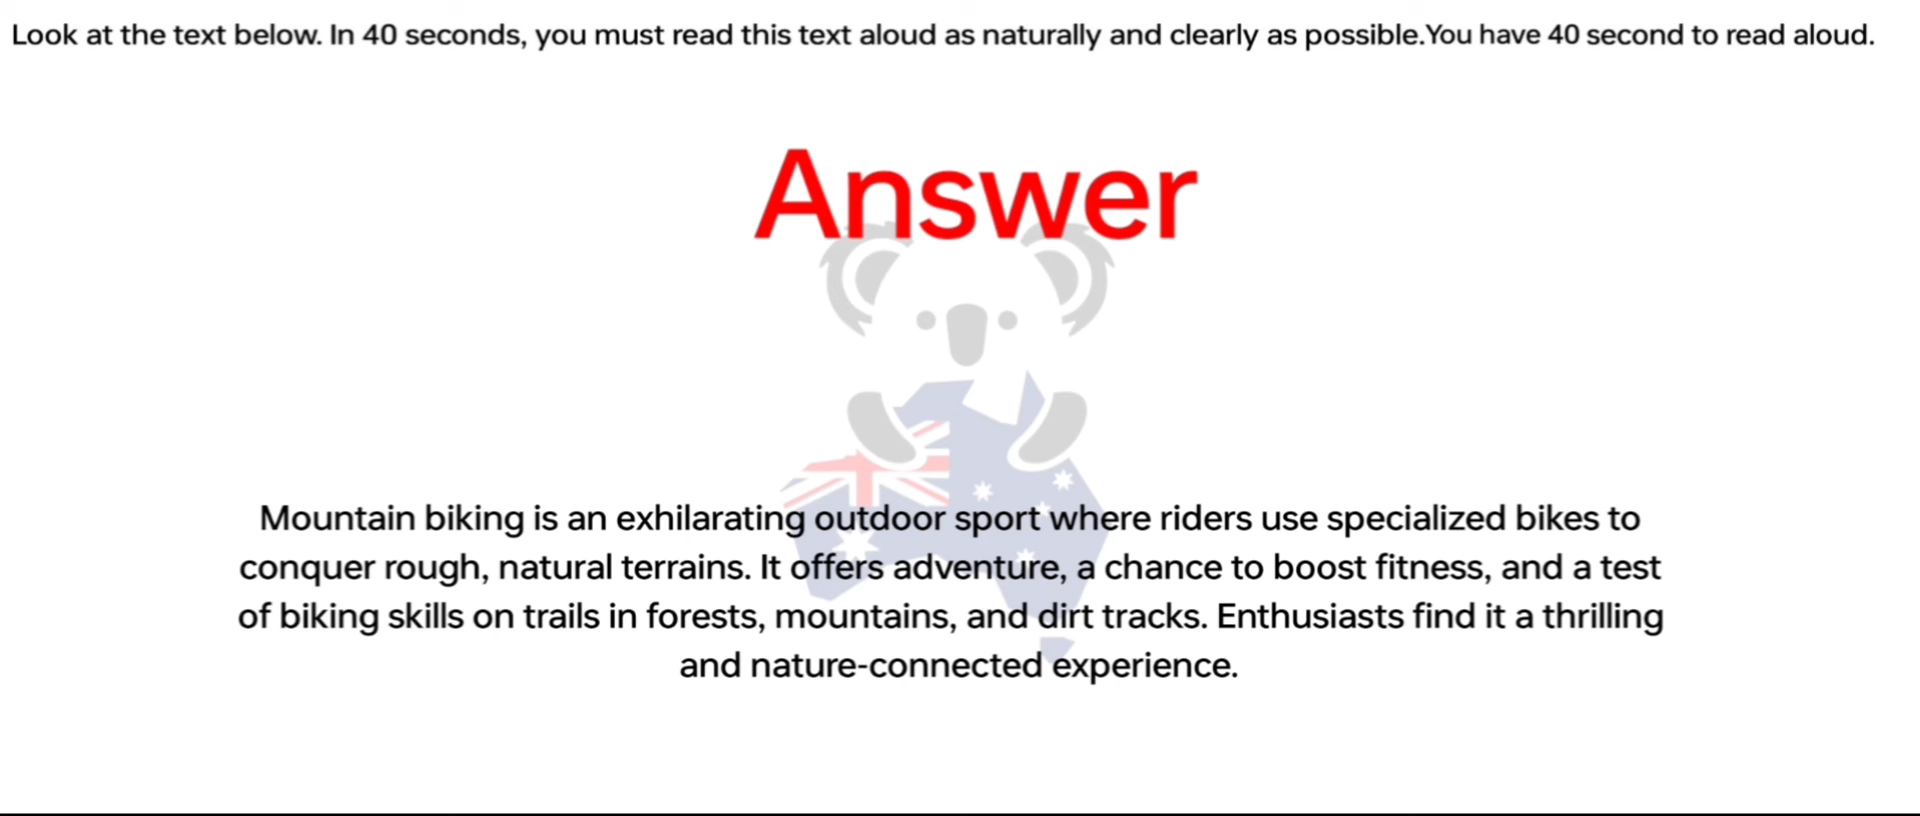 Look at the text below. In 40 seconds, you must read this text aloud as naturally and clearly as possible.You have 40 second to read aloud.
Answer
Mountain biking is an exhilarating outdoor sport where riders use specialized bikes to
conquer rough, natural terrains. It offers adventure, a chance to boost fitness, and a test
of biking skills on trails in forests, mountains, and dirt tracks. Enthusiasts find it a thrilling
and nature-connected experience.